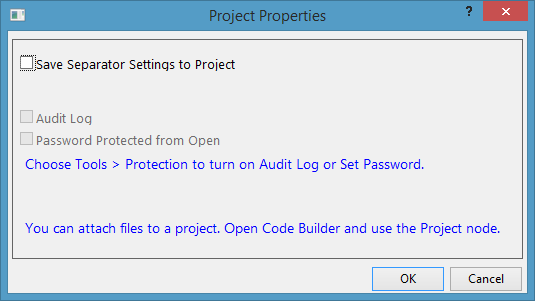 Project Properties
?
Save Separator Settings to Project
Audit Log
Password Protected from Open
Choose Tools > Protection to turn on Audit Log or Set Password.
You can attach files to a project. Open Code Builder and use the Project node.
OK
Cancel